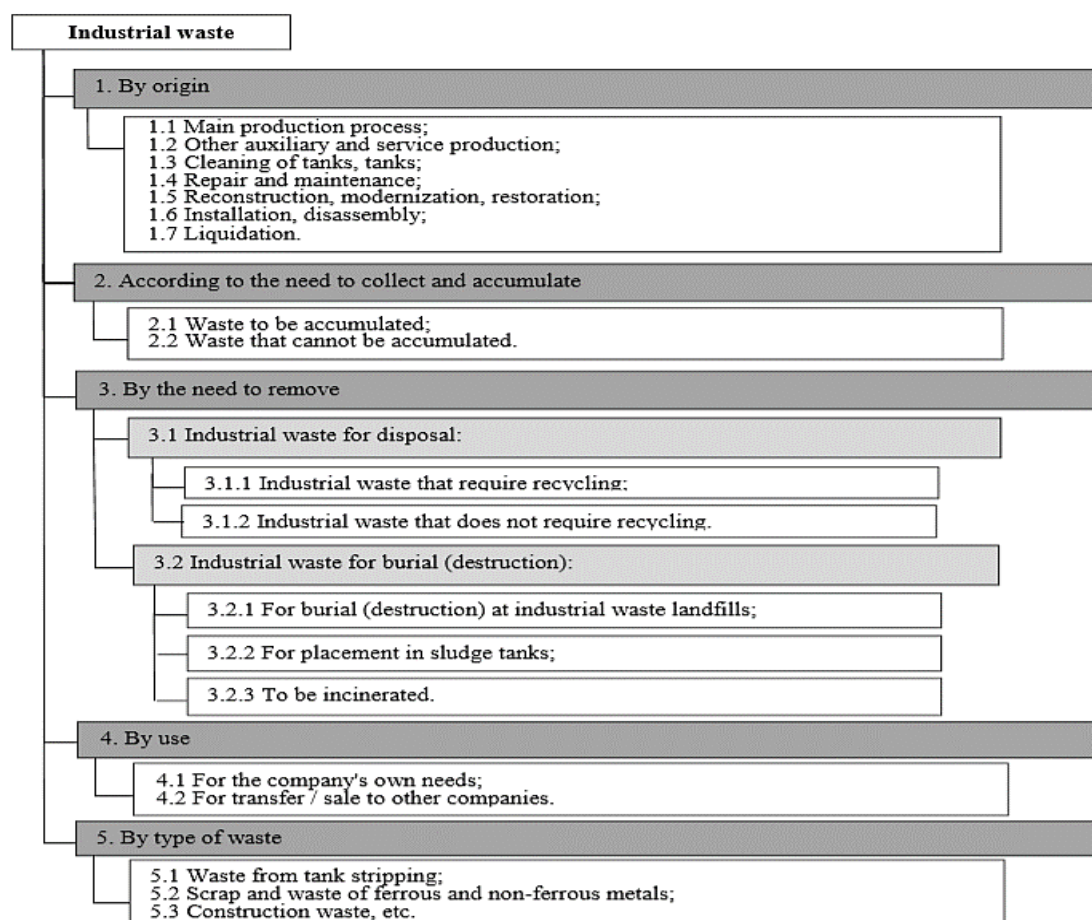 Industrial waste
1. By origin
1.1 Main production process;
1.2 Other auxiliary and service production;
1.3 Cleaning of tanks, tanks;
1.4 Repair and maintenance;
1.5 Reconstruction, modernization, restoration;
1.6 Installation, disassembly;
1.7 Liquidation.
2. According to the need to collect and accumulate
2.1 Waste to be accumulated;
2.2 Waste that cannot be accumulated.
3. By the need to remove
3.1 Industrial waste for disposal:
3.1.1 Industrial waste that require recycling;
3.1.2 Industrial waste that does not require recycling.
3.2 Industrial waste for burial (destruction):
3.2.1 For burial (destruction) at industrial waste landfills;
3.2.2 For placement in sludge tanks;
3.2.3 To be incinerated.
4. By use
4.1 For the company's own needs;
4.2 For transfer / sale to other companies.
5. By type of waste
5.1 Waste from tank stripping;
5.2 Scrap and waste of ferrous and non-ferrous metals;
5.3 Construction waste, etc.